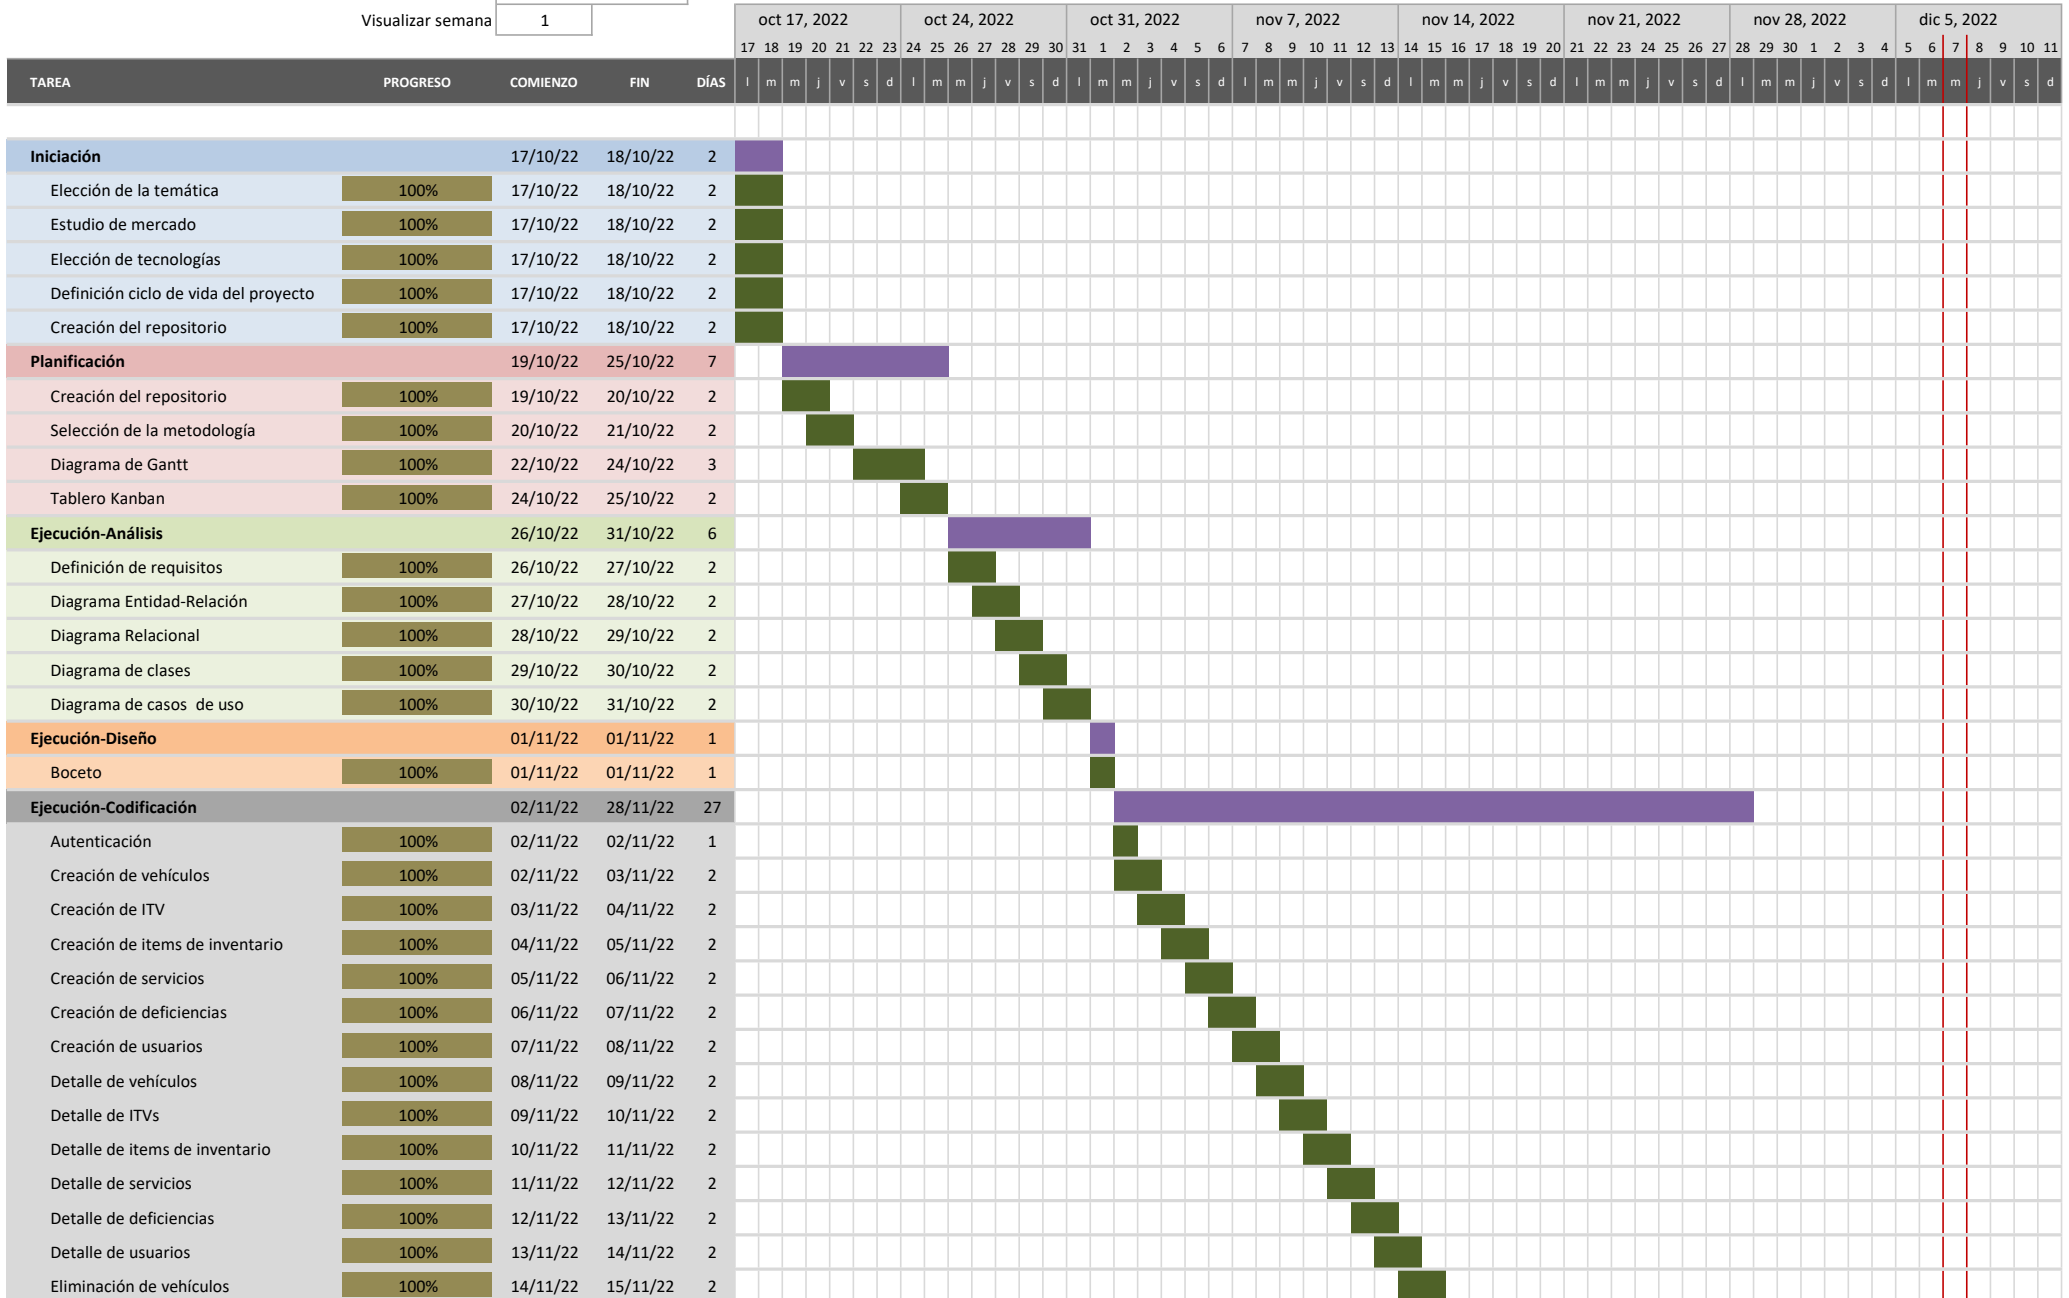 Visualizar semana 1
oct 17, 2022 oct 24, 2022 oct 31, 2022 nov 7, 2022 nov 14, 2022 nov 21, 2022 nov 28, 2022 dic 5, 2022
17 18 19 20 21 22 23 24 25 26 27 28 29 30 31 1 2 3 4 5 6 7 8 9 10 11 12 13 14 15 16 17 18 19 20 21 22 23 24 25 26 27 28 29 30 1 2 3 4 5 6 7 8 9 10 11
TAREA PROGRESO COMIENZO FIN DÍAS l m m j v s d l m m j v s d l m m j v s d l m m j v s d l m m j v s d l m m j v s d l m m j v s d l m m j v s d
Iniciación 17/10/22 18/10/22 2
Elección de la temática 100% 17/10/22 18/10/22 2
Estudio de mercado 100% 17/10/22 18/10/22 2
Elección de tecnologías 100% 17/10/22 18/10/22 2
Definición ciclo de vida del proyecto 100% 17/10/22 18/10/22 2
Creación del repositorio 100% 17/10/22 18/10/22 2
Planificación 19/10/22 25/10/22 7
Creación del repositorio 100% 19/10/22 20/10/22 2
Selección de la metodología 100% 20/10/22 21/10/22 2
Diagrama de Gantt 100% 22/10/22 24/10/22 3
Tablero Kanban 100% 24/10/22 25/10/22 2
Ejecución-Análisis 26/10/22 31/10/22 6
Definición de requisitos 100% 26/10/22 27/10/22 2
Diagrama Entidad-Relación 100% 27/10/22 28/10/22 2
Diagrama Relacional 100% 28/10/22 29/10/22 2
Diagrama de clases 100% 29/10/22 30/10/22 2
Diagrama de casos  de uso 100% 30/10/22 31/10/22 2
Ejecución-Diseño 01/11/22 01/11/22 1
Boceto 100% 01/11/22 01/11/22 1
Ejecución-Codificación 02/11/22 28/11/22 27
Autenticación 100% 02/11/22 02/11/22 1
Creación de vehículos 100% 02/11/22 03/11/22 2
Creación de ITV 100% 03/11/22 04/11/22 2
Creación de items de inventario 100% 04/11/22 05/11/22 2
Creación de servicios 100% 05/11/22 06/11/22 2
Creación de deficiencias 100% 06/11/22 07/11/22 2
Creación de usuarios 100% 07/11/22 08/11/22 2
Detalle de vehículos 100% 08/11/22 09/11/22 2
Detalle de ITVs 100% 09/11/22 10/11/22 2
Detalle de items de inventario 100% 10/11/22 11/11/22 2
Detalle de servicios 100% 11/11/22 12/11/22 2
Detalle de deficiencias 100% 12/11/22 13/11/22 2
Detalle de usuarios 100% 13/11/22 14/11/22 2
Eliminación de vehículos 100% 14/11/22 15/11/22 2